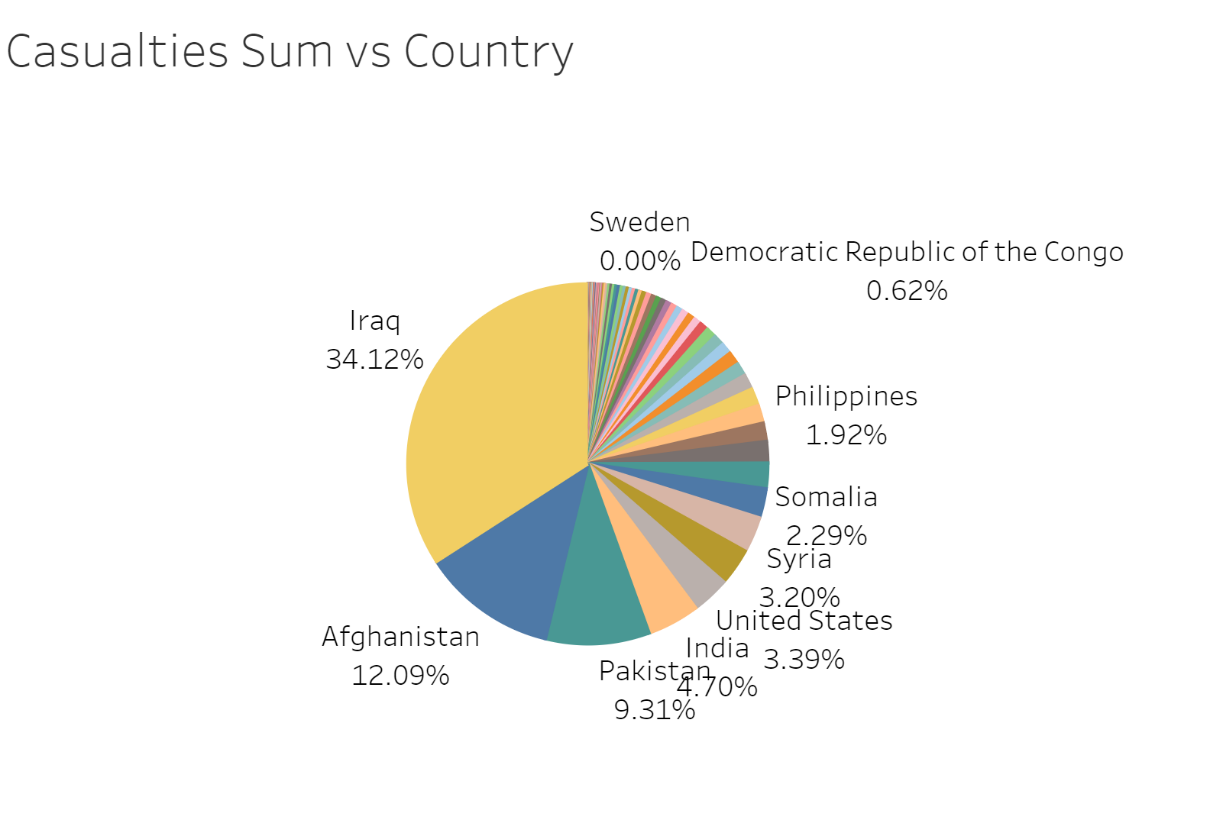 Casualties Sum vs Country
Sweden
0.00%
Democratic Republic of the Congo
0.62%
Iraq
34.12%
Philippines
1.92%
Somalia
2.29%
Syria
3.20%
United States
3.39%
India
4.70%
Pakistan
9.31%
Afghanistan
12.09%